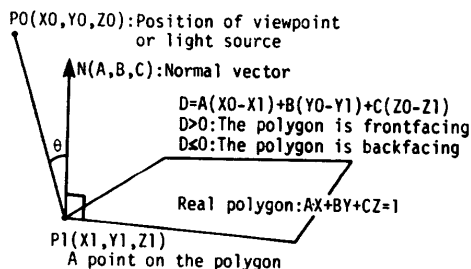 P0(X0,Y0,Z0):Position of viewpoint
or light source
N(A,B,C):Normal vector
D=A(X0-X1)+B(Y0-Y1)+C(Z0-Z1)
D>0:The polygon is frontfacing
D≤0:The polygon is backfacing
θ
Real polygon:AX+BY+CZ=1
P1(X1,Y1,Z1)
A point on the polygon